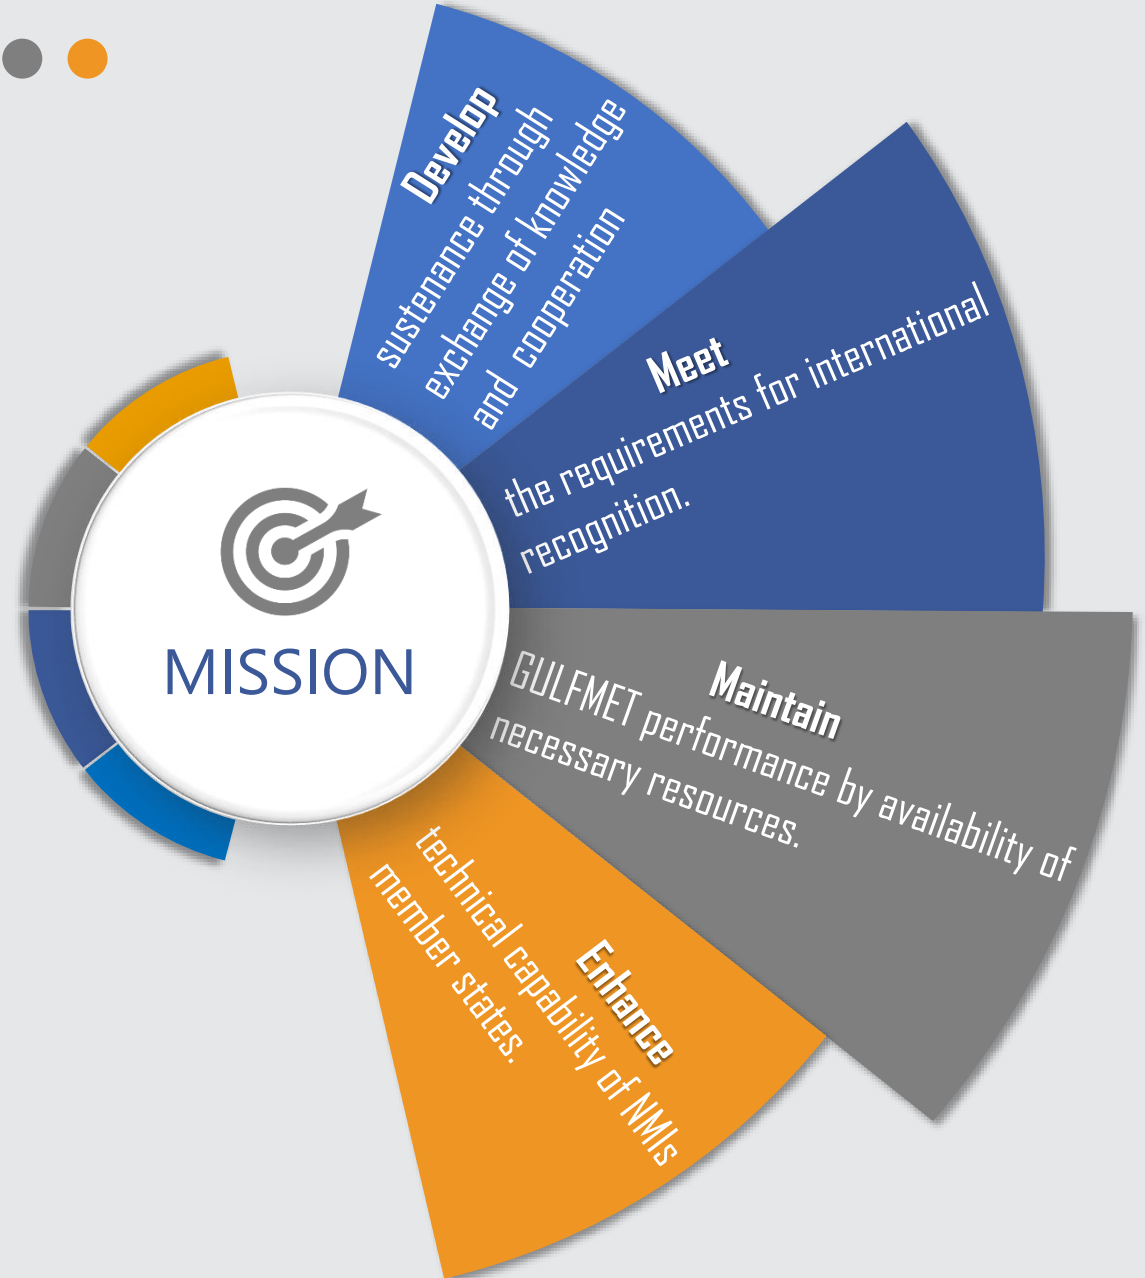 Develop
sustenance through
exchange of knowledge
and cooperation
Meet
the requirements for international
recognition.
MISSION
Maintain
GULFMET performance by availability of
necessary resources.
Enhance
technical capability of NMIs
member states.